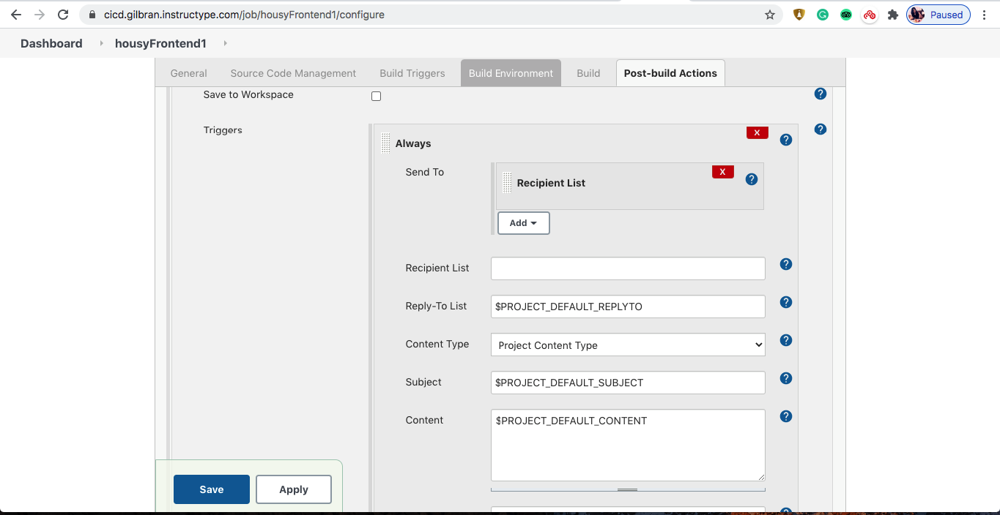 cicd.gilbran.instructype.com/job/housyFrontend1/configure
Paused
Dashboard housyFrontend1
General Source Code Management Build Triggers Build Environment Build Post-build Actions
Save to Workspace
Triggers
X
Always
Send To
X
Recipient List
Add
Recipient List
Reply-To List $PROJECT_DEFAULT_REPLYTO
Content Type Project Content Type
Subject $PROJECT_DEFAULT_SUBJECT
Content $PROJECT_DEFAULT_CONTENT
Save Apply